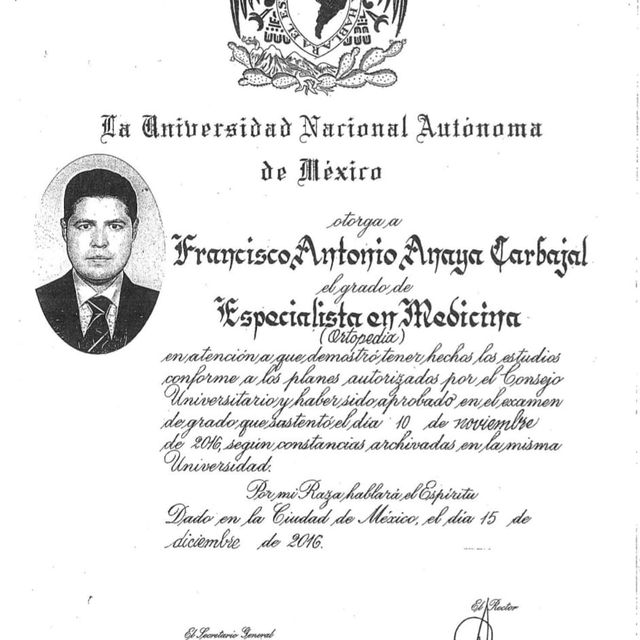 HABLARA EL ES
La Universidad Nacional Autónoma
de México
otorga a
Francisco Antonio Anaya Carbajal
el grado de
Especialista en Medicina
(Ortopedia)
en atención a que demostró tener hechos los estudios
conforme a los planes autorizados por el Consejo
Universitario y haber sido aprobado en el examen
de grado que sustentó el día 10 de noviembre
de 2016, según constancias archivadas en la misma
Universidad.
Por mi Raza hablará el Espíritu
Dado en la Ciudad de México, el día 15 de
diciembre de 2016.
El Rector
El Secretario General